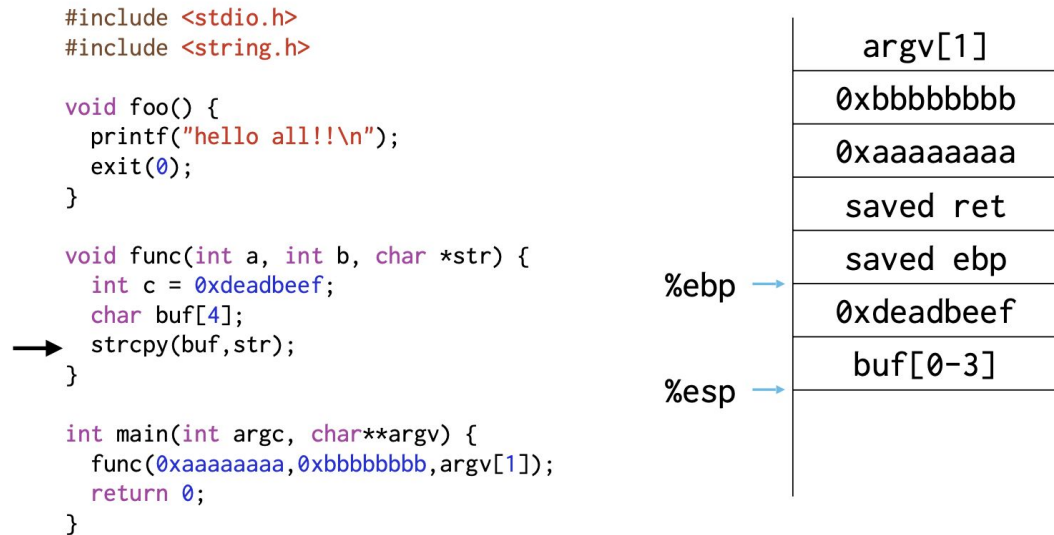 #include <stdio.h>
#include <string.h>
void foo() {
printf("hello all!!\n");
exit(0);
}
void func(int a, int b, char *str) {
int c = 0xdeadbeef;
char buf[4];
strcpy(buf,str);
}
int main(int argc, char**argv) {
func(0xaaaaaaaa,0xbbbbbbbb,argv[1]);
return 0;
}
argv[1]
0xbbbbbbbb
0xaaaaaaaa
saved ret
saved ebp
%ebp
0xdeadbeef
buf[0-3]
%esp